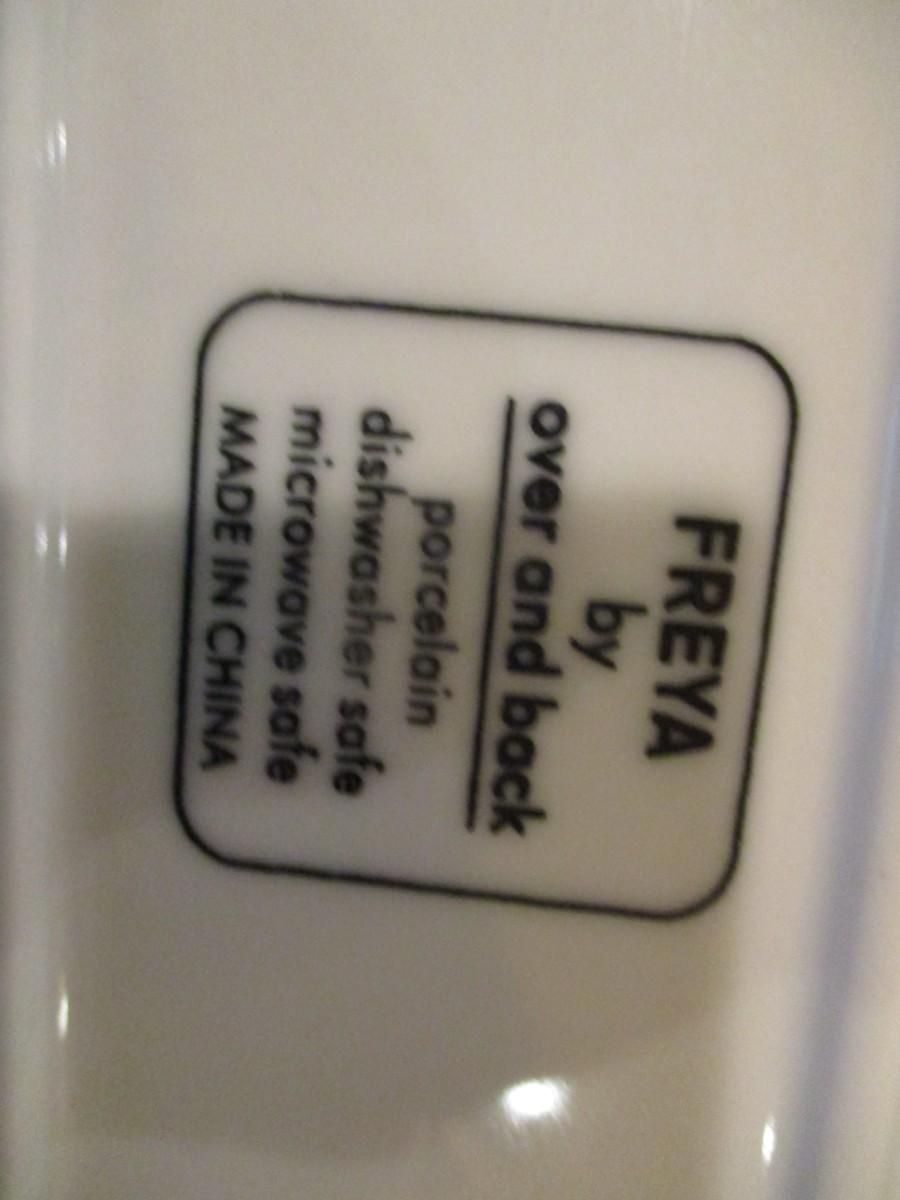 FREYA
by
over and back
porcelain
dishwasher safe
microwave safe
MADE IN CHINA